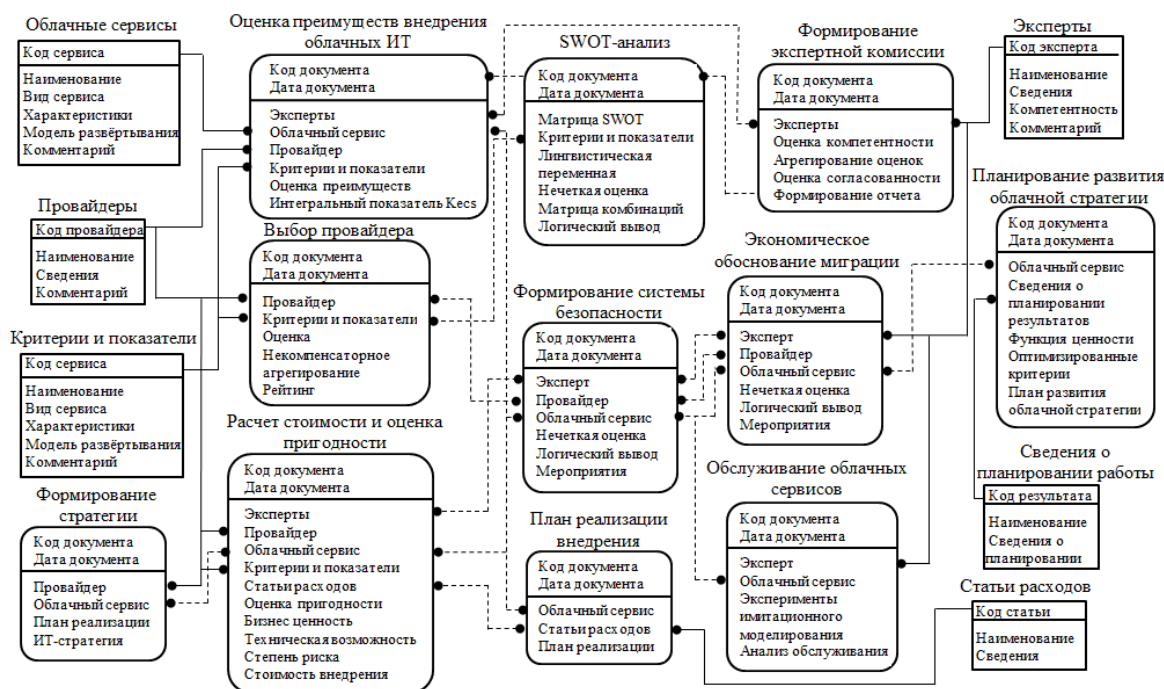 Облачные сервисы
Код сервиса
Наименование
Вид сервиса
Характеристики
Модель развёртывания
Комментарий
Оценка преимуществ внедрения
облачных ИТ
Код документа
Дата документа
Эксперты
Облачный сервис
Провайдер
Критерии и показатели
Оценка преимуществ
Интегральный показатель Kecs
SWOT-анализ
Код документа
Дата документа
Матрица SWOT
Критерии и показатели
Лингвистическая
переменная
Нечеткая оценка
Матрица комбинаций
Логический вывод
Формирование
экспертной комиссии
Код документа
Дата документа
Эксперты
Оценка компетентности
Агрегирование оценок
Оценка согласованности
Формирование отчета
Эксперты
Код эксперта
Наименование
Сведения
Компетентность
Комментарий
Провайдеры
Код провайдера
Наименование
Сведения
Комментарий
Выбор провайдера
Код документа
Дата документа
Провайдер
Критерии и показатели
Оценка
Некомпенсаторное
агрегирование
Рейтинг
Формирование системы
безопасности
Код документа
Дата документа
Эксперт
Провайдер
Облачный сервис
Нечеткая оценка
Логический вывод
Мероприятия
Экономическое
обоснование миграции
Код документа
Дата документа
Эксперт
Провайдер
Облачный сервис
Нечеткая оценка
Логический вывод
Мероприятия
Планирование развития
облачной стратегии
Код документа
Дата документа
Облачный сервис
Сведения о
планировании
результатов
Функция ценности
Оптимизированные
критерии
План развития
облачной стратегии
Критерии и показатели
Код сервиса
Наименование
Вид сервиса
Характеристики
Модель развёртывания
Комментарий
Расчет стоимости и оценка
пригодности
Код документа
Дата документа
Эксперты
Провайдер
Облачный сервис
Критерии и показатели
Статьи расходов
Оценка пригодности
Бизнес ценность
Техническая возможность
Степень риска
Стоимость внедрения
Формирование
стратегии
Код документа
Дата документа
Провайдер
Облачный сервис
План реализации
ИТ-стратегия
План реализации
внедрения
Код документа
Дата документа
Облачный сервис
Статьи расходов
План реализации
Обслуживание облачных
сервисов
Код документа
Дата документа
Эксперт
Облачный сервис
Эксперименты
имитационного
моделирования
Анализ обслуживания
Сведения о
планировании работы
Код результата
Наименование
Сведения о
планировании
Статьи расходов
Код статьи
Наименование
Сведения